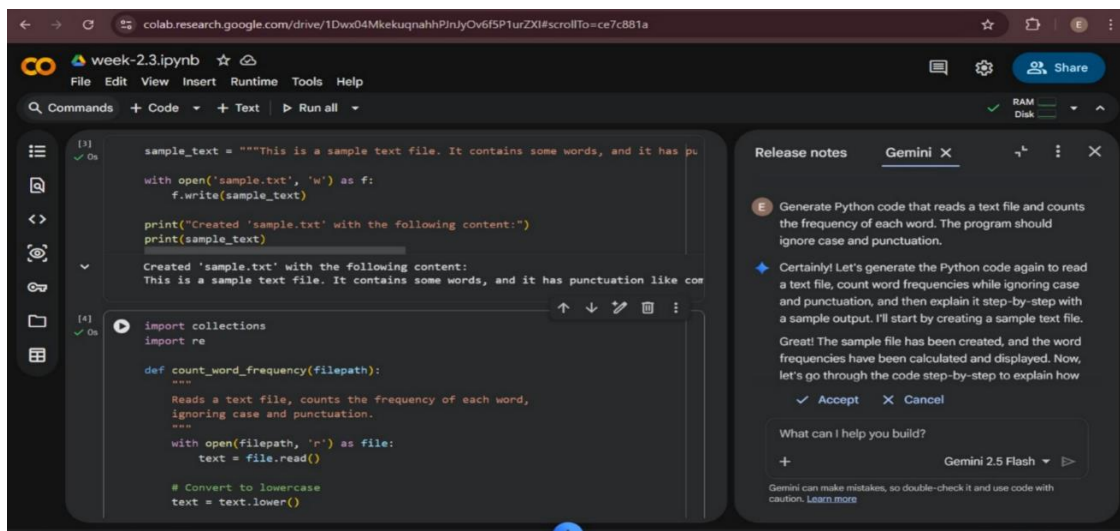 colab.research.google.com/drive/1Dwx04MkekuqnahhPJnJyOv6f5P1urZXI#scrollTo=ce7c881a
E
week-2.3.ipynb
File Edit View Insert Runtime Tools Help
Share
Commands + Code + Text Run all
RAM
Disk
[3]
0s
sample_text = """This is a sample text file. It contains some words, and it has pu
with open('sample.txt', 'w') as f:
f.write(sample_text)
print("Created 'sample.txt' with the following content:")
print(sample_text)
Created 'sample.txt' with the following content:
This is a sample text file. It contains some words, and it has punctuation like com
[4]
0s
import collections
import re
def count_word_frequency(filepath):
"""
Reads a text file, counts the frequency of each word,
ignoring case and punctuation.
"""
with open(filepath, 'r') as file:
text = file.read()
# Convert to lowercase
text = text.lower()
Release notes Gemini
E
Generate Python code that reads a text file and counts
the frequency of each word. The program should
ignore case and punctuation.
Certainly! Let's generate the Python code again to read
a text file, count word frequencies while ignoring case
and punctuation, and then explain it step-by-step with
a sample output. I'll start by creating a sample text file.
Great! The sample file has been created, and the word
frequencies have been calculated and displayed. Now,
let's go through the code step-by-step to explain how
Accept Cancel
What can I help you build?
+ Gemini 2.5 Flash
Gemini can make mistakes, so double-check it and use code with
caution. Learn more